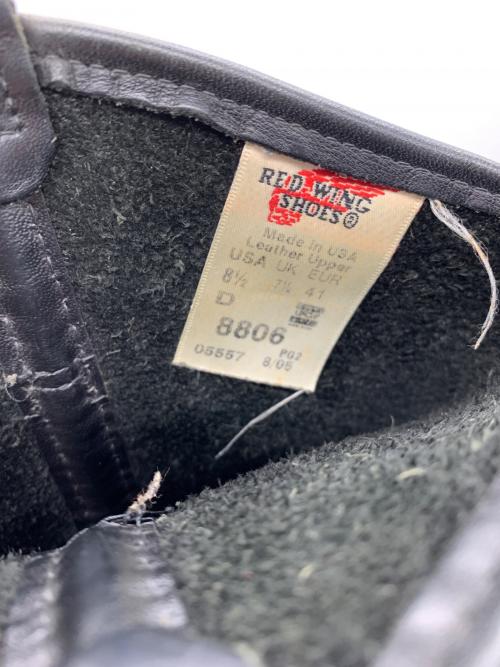 RED WING
SHOES®
Made in USA
Leather Upper
USA UK EUR
8½ 7½ 41
D
8806
05557 PG2 8/05